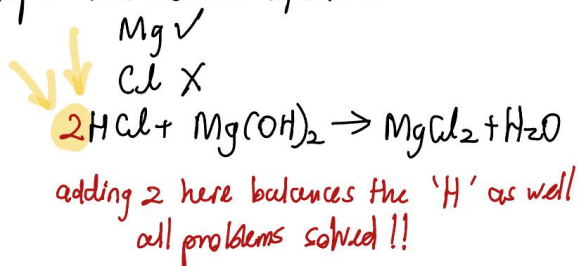 Mg ✓
Cl X
2HCl + Mg(OH)₂ → MgCl₂ + H₂O
adding 2 here balances the 'H' as well
all problems solved !!